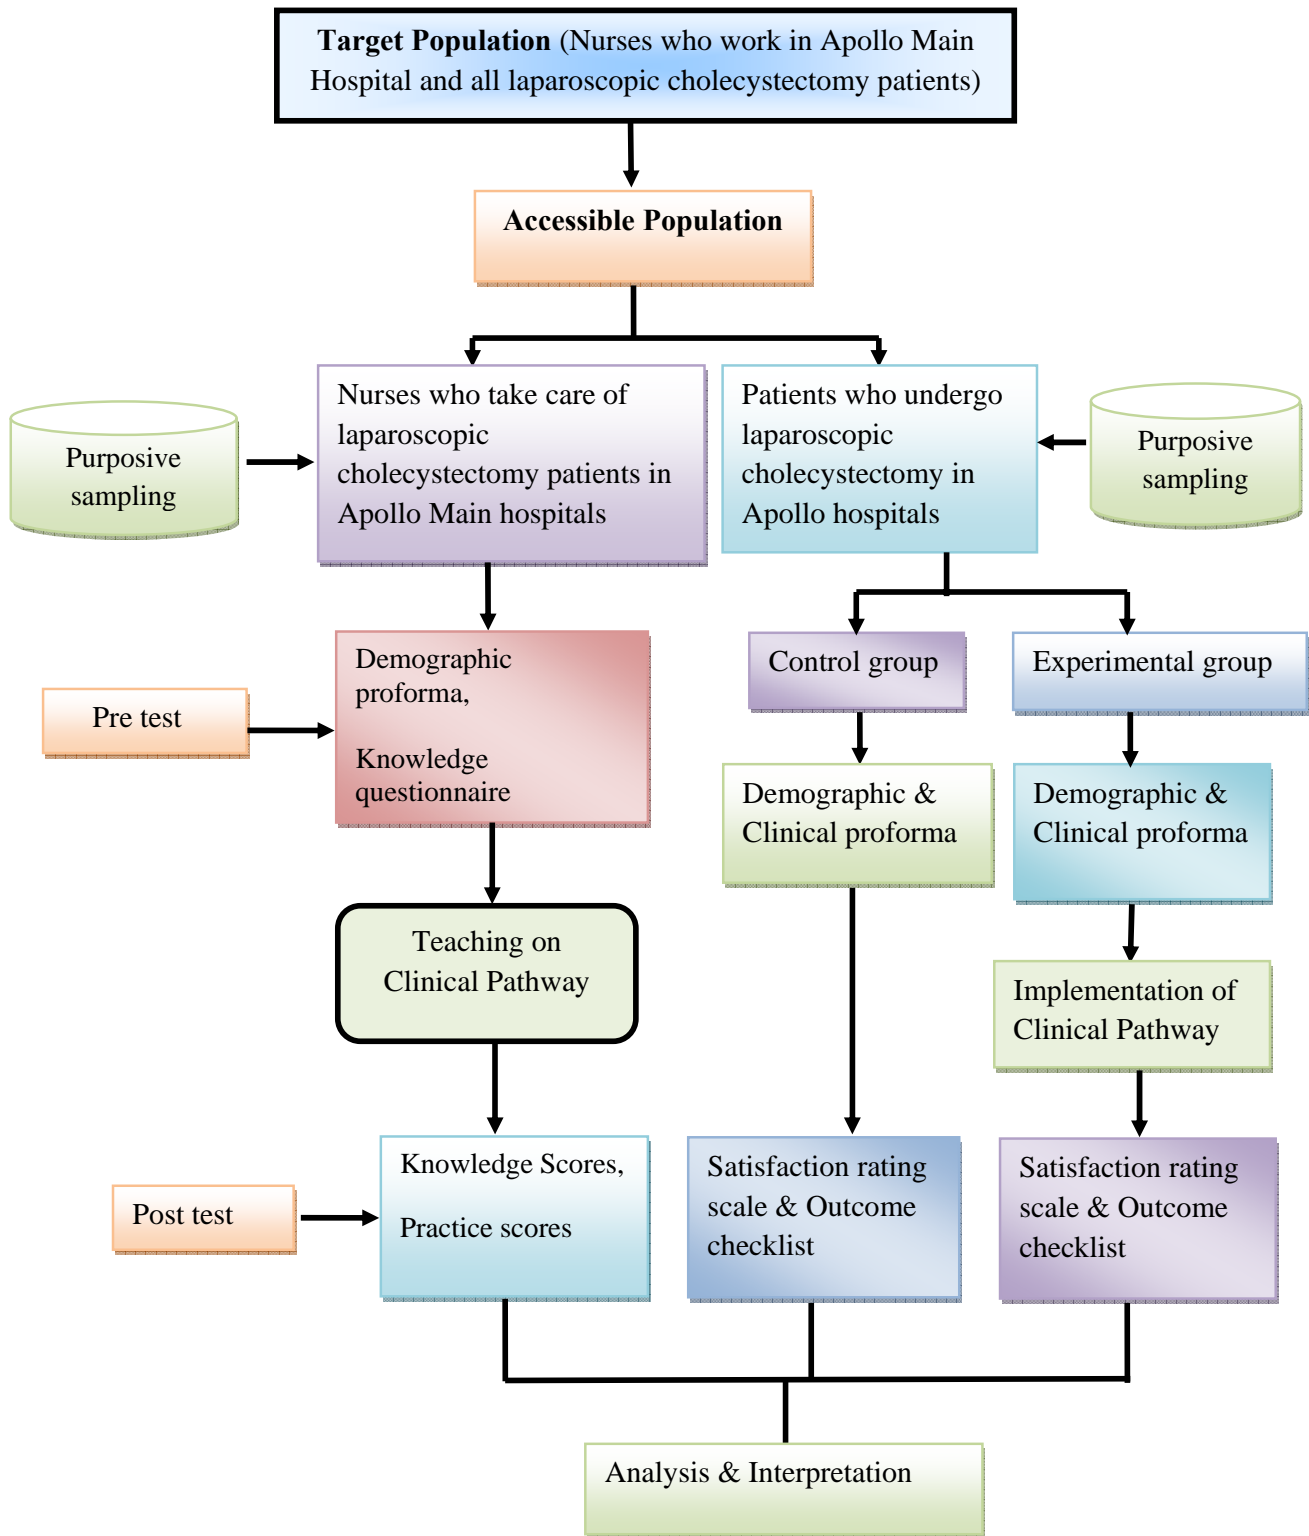 Target Population (Nurses who work in Apollo Main
Hospital and all laparoscopic cholecystectomy patients)
Accessible Population
Purposive
sampling
Nurses who take care of
laparoscopic
cholecystectomy patients in
Apollo Main hospitals
Patients who undergo
laparoscopic
cholecystectomy in
Apollo hospitals
Purposive
sampling
Control group
Experimental group
Pre test
Demographic
proforma,
Knowledge
questionnaire
Demographic &
Clinical proforma
Demographic &
Clinical proforma
Teaching on
Clinical Pathway
Implementation of
Clinical Pathway
Post test
Knowledge Scores,
Practice scores
Satisfaction rating
scale & Outcome
checklist
Satisfaction rating
scale & Outcome
checklist
Analysis & Interpretation